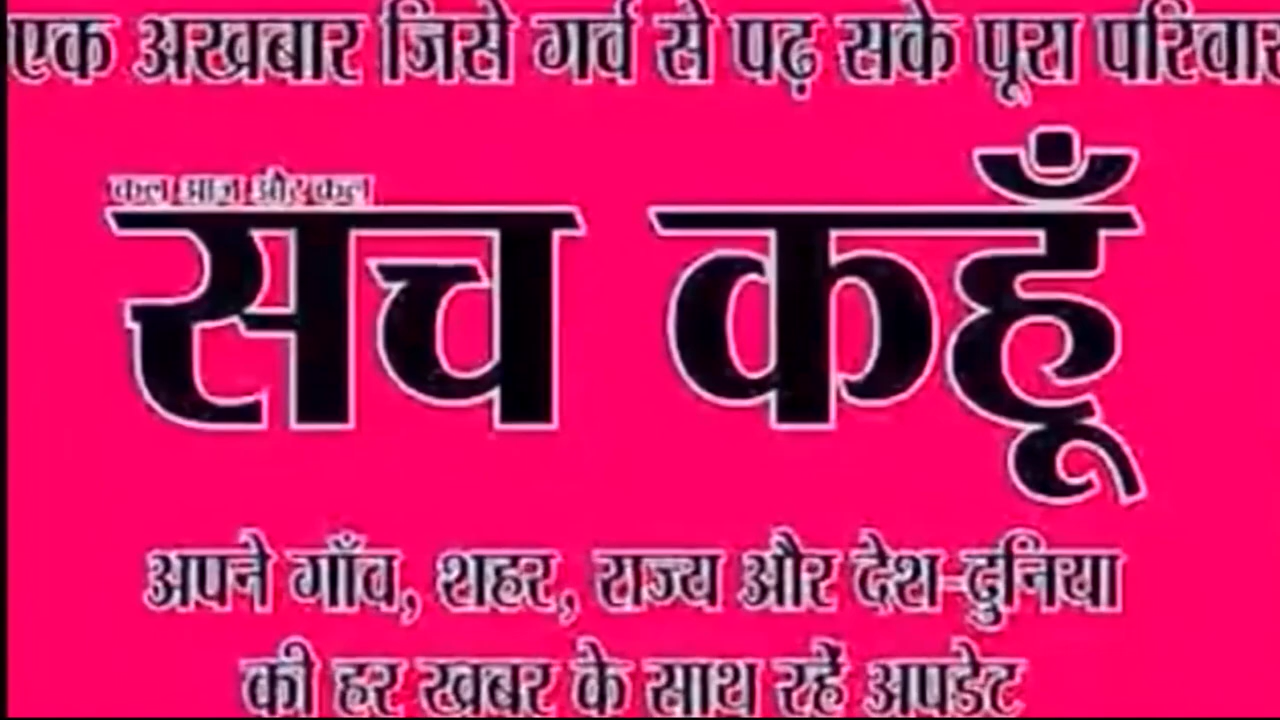 एक अखबार जिसे गर्व से पढ़ सके पूरा परिवार
कल आज और कल
सच कहूँ
अपने गाँव, शहर, राज्य और देश-दुनिया
की हर खबर के साथ रहें अपडेट